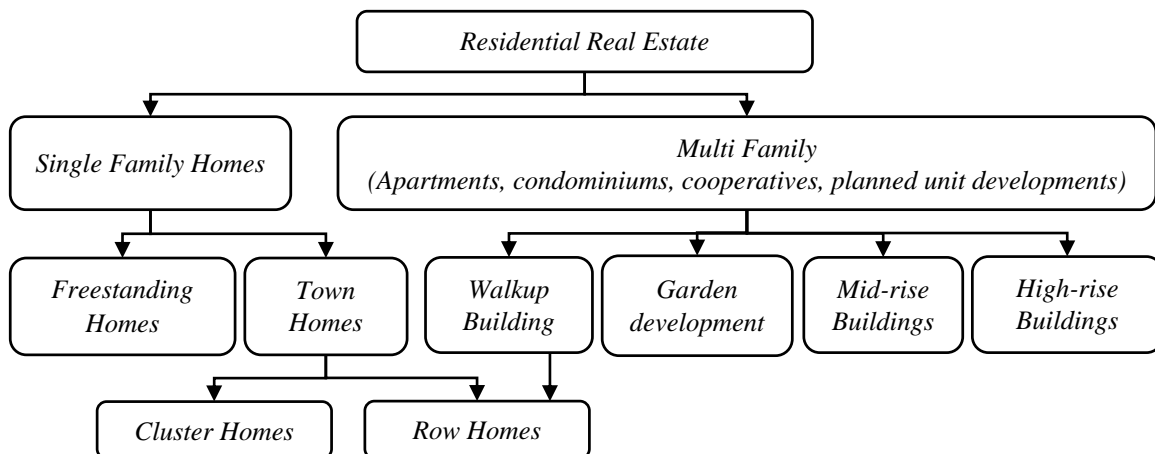 Residential Real Estate
Single Family Homes
Multi Family
(Apartments, condominiums, cooperatives, planned unit developments)
Freestanding
Homes
Town
Homes
Walkup
Building
Garden
development
Mid-rise
Buildings
High-rise
Buildings
Cluster Homes
Row Homes